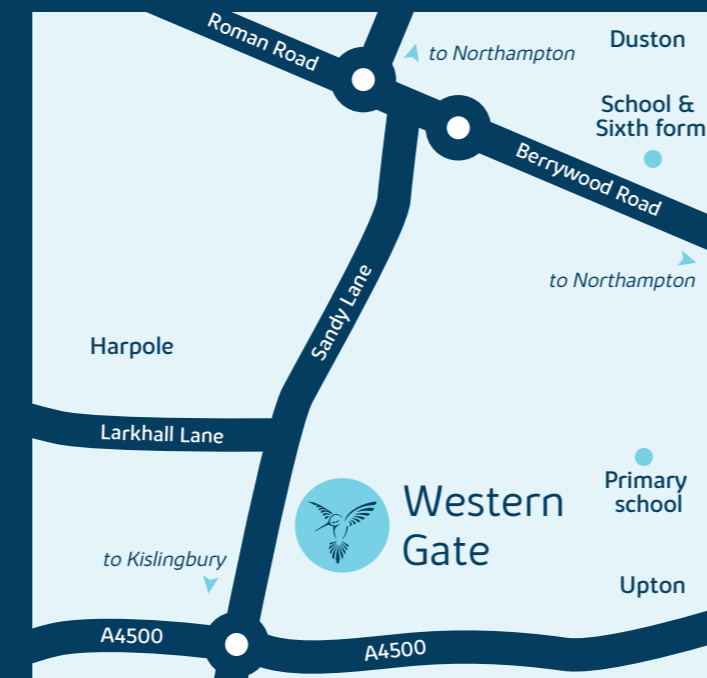 Roman Road
to Northampton
Duston
School &
Sixth form
Berrywood Road
to Northampton
Sandy Lane
Harpole
Larkhall Lane
Western
Gate
Primary
school
to Kislingbury
Upton
A4500
A4500